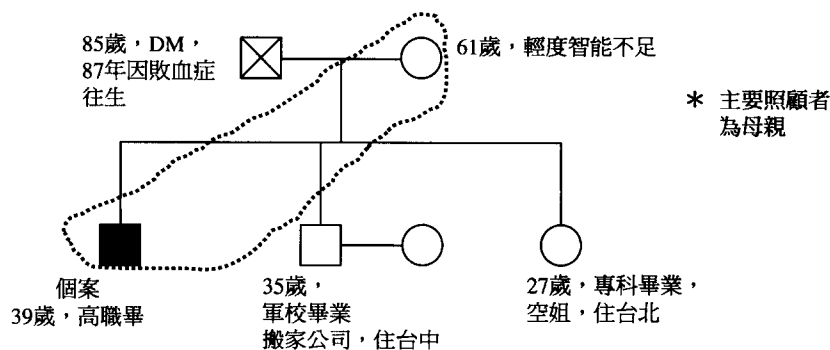 85歲，DM，
87年因敗血症
往生
61歲，輕度智能不足
＊ 主要照顧者
為母親
個案
39歲，高職畢
35歲，
軍校畢業
搬家公司，住台中
27歲，專科畢業，
空姐，住台北